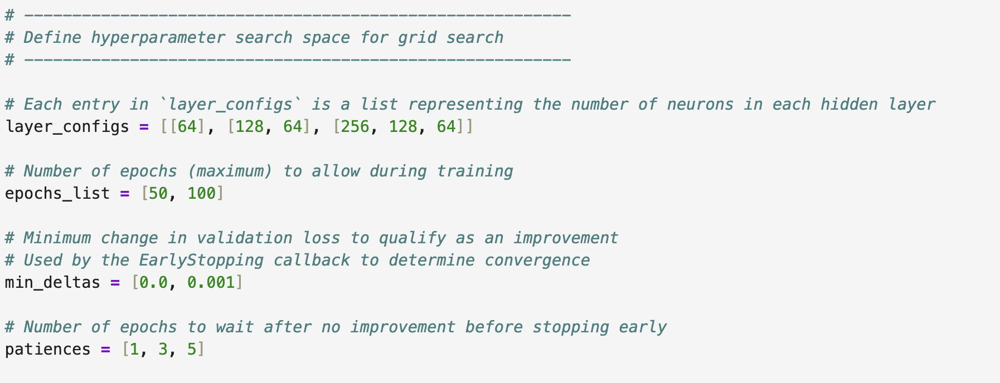 # ---------------------------------------------------------
# Define hyperparameter search space for grid search
# ---------------------------------------------------------
# Each entry in `layer_configs` is a list representing the number of neurons in each hidden layer
layer_configs = [[64], [128, 64], [256, 128, 64]]
# Number of epochs (maximum) to allow during training
epochs_list = [50, 100]
# Minimum change in validation loss to qualify as an improvement
# Used by the EarlyStopping callback to determine convergence
min_deltas = [0.0, 0.001]
# Number of epochs to wait after no improvement before stopping early
patiences = [1, 3, 5]